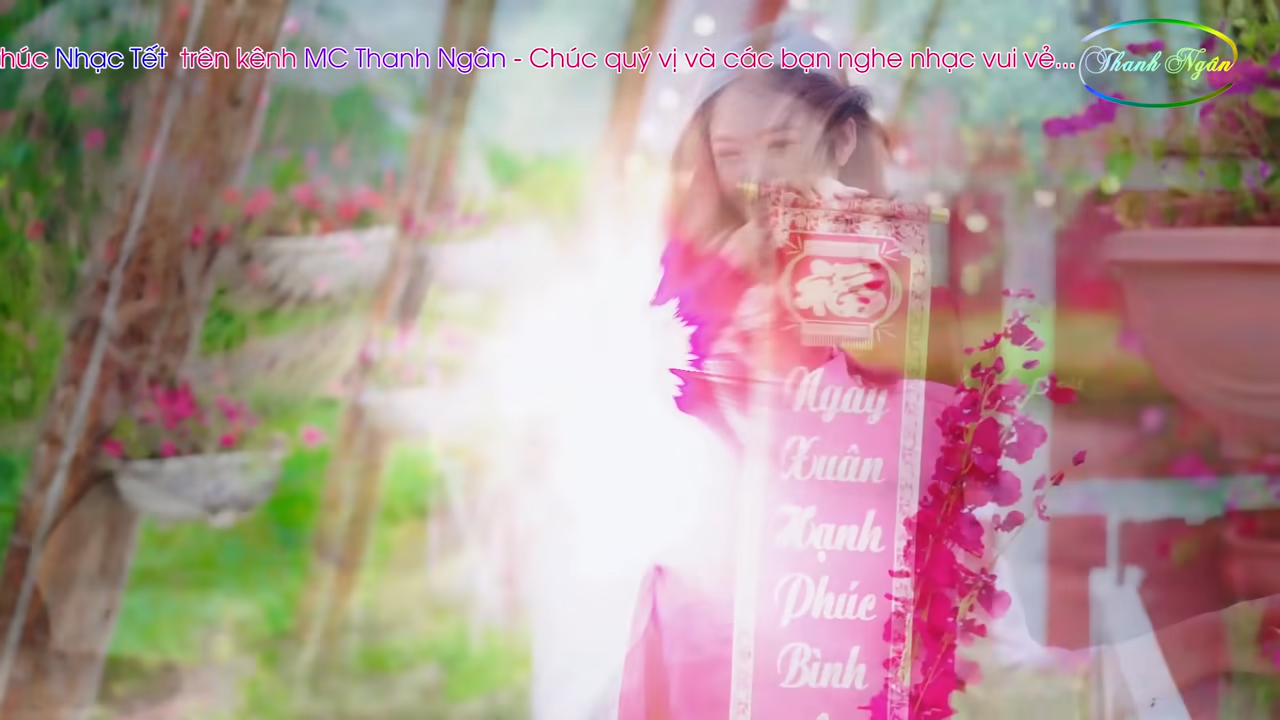 húc Nhạc Tết trên kênh MC Thanh Ngân - Chúc quý vị và các bạn nghe nhạc vui vẻ...
Thanh Ngân
福
Ngày
Xuân
Hạnh
Phúc
Bình